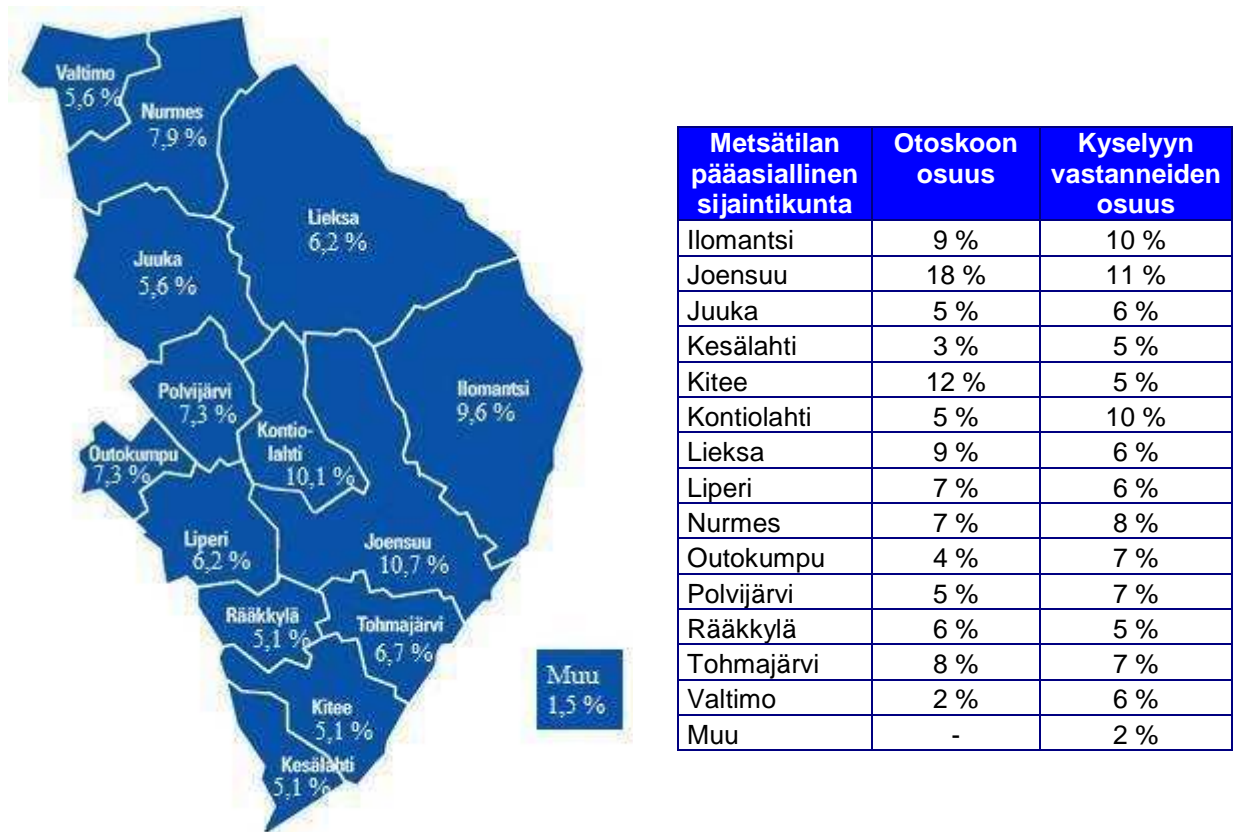 Valtimo
5,6 %
Nurmes
7,9 %
Lieksa
6,2 %
Juuka
5,6 %
Polvijärvi
7,3 %
Ilomantsi
9,6 %
Kontio-
lahti
10,1 %
Outokumpu
7,3 %
Liperi
6,2 %
Joensuu
10,7 %
Rääkkylä
5,1 %
Tohmajärvi
6,7 %
Muu
1,5 %
Kitee
5,1 %
Kesälahti
5,1 %
Metsätilan Otoskoon Kyselyyn
pääasiallinen osuus vastanneiden
sijaintikunta osuus
Ilomantsi 9 % 10 %
Joensuu 18 % 11 %
Juuka 5 % 6 %
Kesälahti 3 % 5 %
Kitee 12 % 5 %
Kontiolahti 5 % 10 %
Lieksa 9 % 6 %
Liperi 7 % 6 %
Nurmes 7 % 8 %
Outokumpu 4 % 7 %
Polvijärvi 5 % 7 %
Rääkkylä 6 % 5 %
Tohmajärvi 8 % 7 %
Valtimo 2 % 6 %
Muu - 2 %